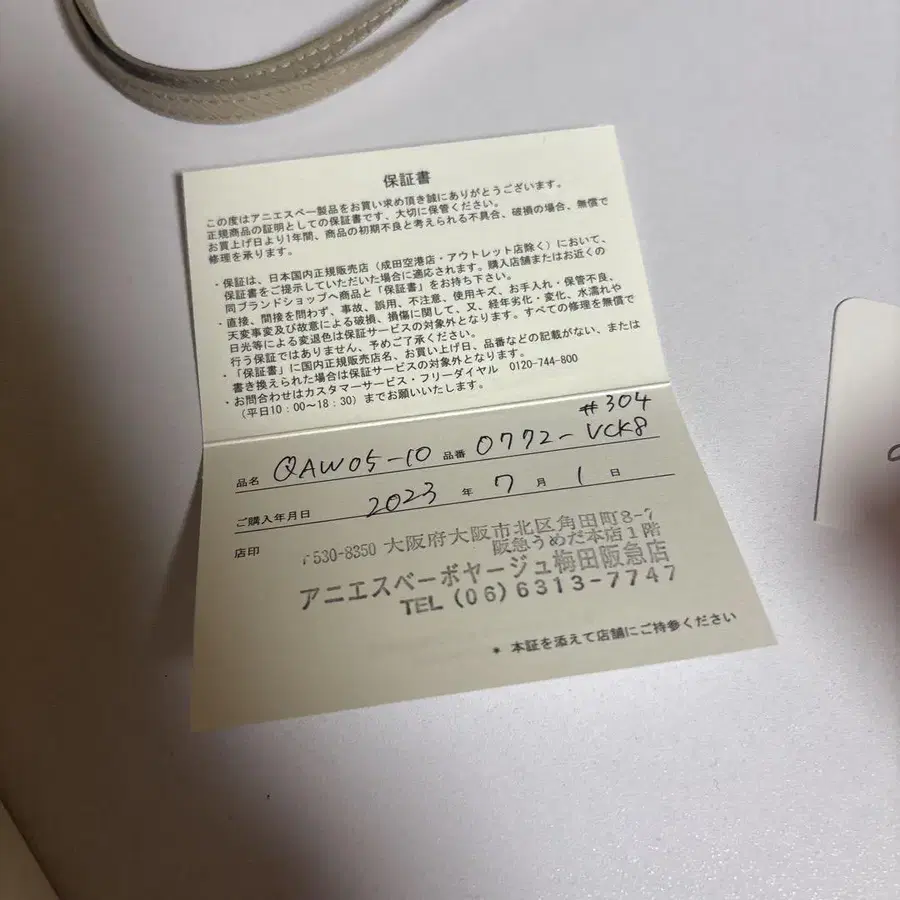 保証書
この度はアニエスベー製品をお買い求め頂き誠にありがとうございます。
正規商品の証明としての保証書です、大切に保管ください。
お買上げ日より1年間、商品の初期不良と考えられる不具合、破損の場合、無償で
修理を承ります。
・保証は、日本国内正規販売店（成田空港店・アウトレット店除く）において、
保証書をご提示していただいた場合に適応されます。購入店舗またはお近くの
同ブランドショップへ商品と「保証書」をお持ち下さい。
・直接、間接を問わず、事故、誤用、不注意、使用キズ、お手入れ・保管不良、
天変事変及び故意による破損、損傷に関して、又、経年劣化・変化、水濡れや
日光等による変退色は保証サービスの対象外となります。すべての修理を無償で
行う保証ではありません、予めご了承ください。
・「保証書」に国内正規販売店名、お買い上げ日、品番などの記載がない、または
書き換えられた場合は保証サービスの対象外となります。
・お問合わせはカスタマーサービス・フリーダイヤル 0120-744-800
（平日10：00～18：30）までお願いいたします。
#304
品名 QAW05-10 品番 0772-VCK8
ご購入年月日 2023 年 7 月 1 日
店印 〒530-8350 大阪府大阪市北区角田町8-7
阪急うめだ本店1階
アニエスベーボヤージュ梅田阪急店
TEL (06)6313-7747
* 本証を添えて店舗にご持参ください